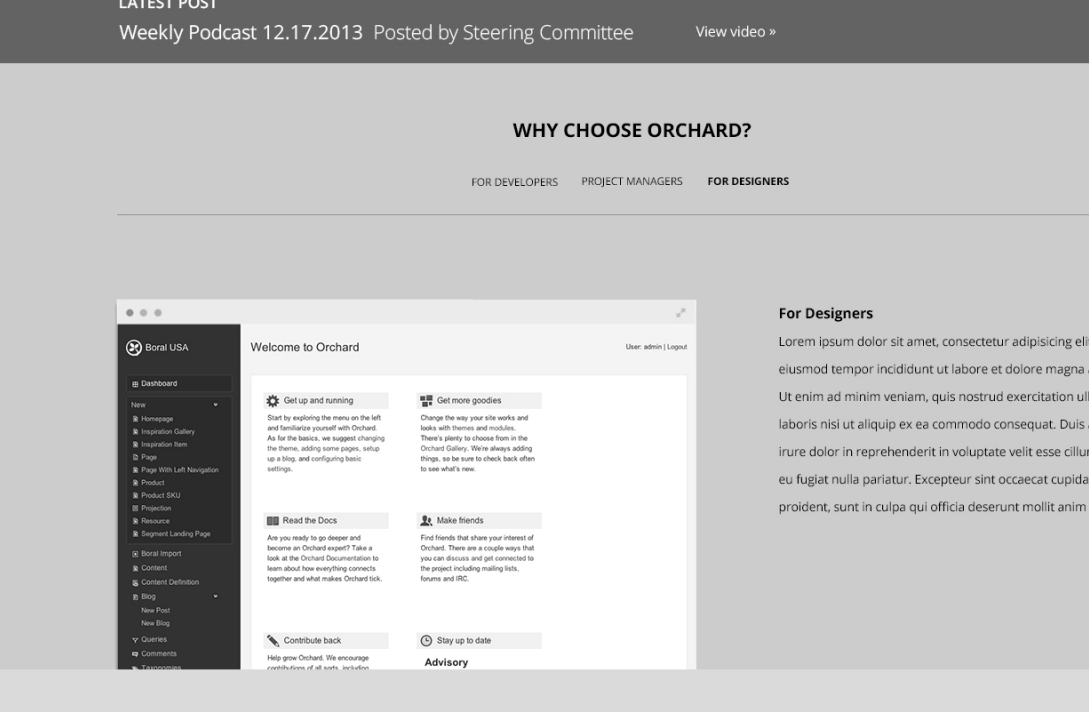 LATEST POST
Weekly Podcast 12.17.2013 Posted by Steering Committee View video »
WHY CHOOSE ORCHARD?
FOR DEVELOPERS PROJECT MANAGERS FOR DESIGNERS
Boral USA
Dashboard
New
Homepage
Inspiration Gallery
Inspiration Item
Page
Page With Left Navigation
Product
Product SKU
Projection
Resource
Segment Landing Page
Boral Import
Content
Content Definition
Blog
New Post
New Blog
Queries
Comments
Taxonomies
Welcome to Orchard
User: admin | Logout
Get up and running
Start by exploring the menu on the left
and familiarize yourself with Orchard.
As for the basics, we suggest changing
the theme, adding some pages, setup
up a blog, and configuring basic
settings.
Get more goodies
Change the way your site works and
looks with themes and modules.
There's plenty to choose from in the
Orchard Gallery. We're always adding
things, so be sure to check back often
to see what's new.
Read the Docs
Are you ready to go deeper and
become an Orchard expert? Take a
look at the Orchard Documentation to
learn about how everything connects
together and what makes Orchard tick.
Make friends
Find friends that share your interest of
Orchard. There are a couple ways that
you can discuss and get connected to
the project including mailing lists,
forums and IRC.
Contribute back
Help grow Orchard. We encourage
contributions of all sorts, including
Stay up to date
Advisory
For Designers
Lorem ipsum dolor sit amet, consectetur adipisicing
eiusmod tempor incididunt ut labore et dolore magna
Ut enim ad minim veniam, quis nostrud exercitation
laboris nisi ut aliquip ex ea commodo consequat. Duis
irure dolor in reprehenderit in voluptate velit esse
eu fugiat nulla pariatur. Excepteur sint occaecat
proident, sunt in culpa qui officia deserunt mollit anim